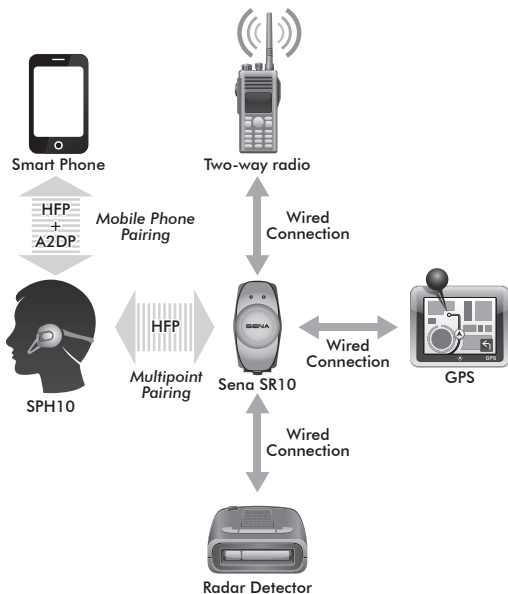 Smart Phone
Two-way radio
HFP
+
A2DP
Mobile Phone
Pairing
Wired
Connection
HFP
Multipoint
Pairing
SPH10
SENA
Sena SR10
Wired
Connection
GPS
GPS
Wired
Connection
Radar Detector